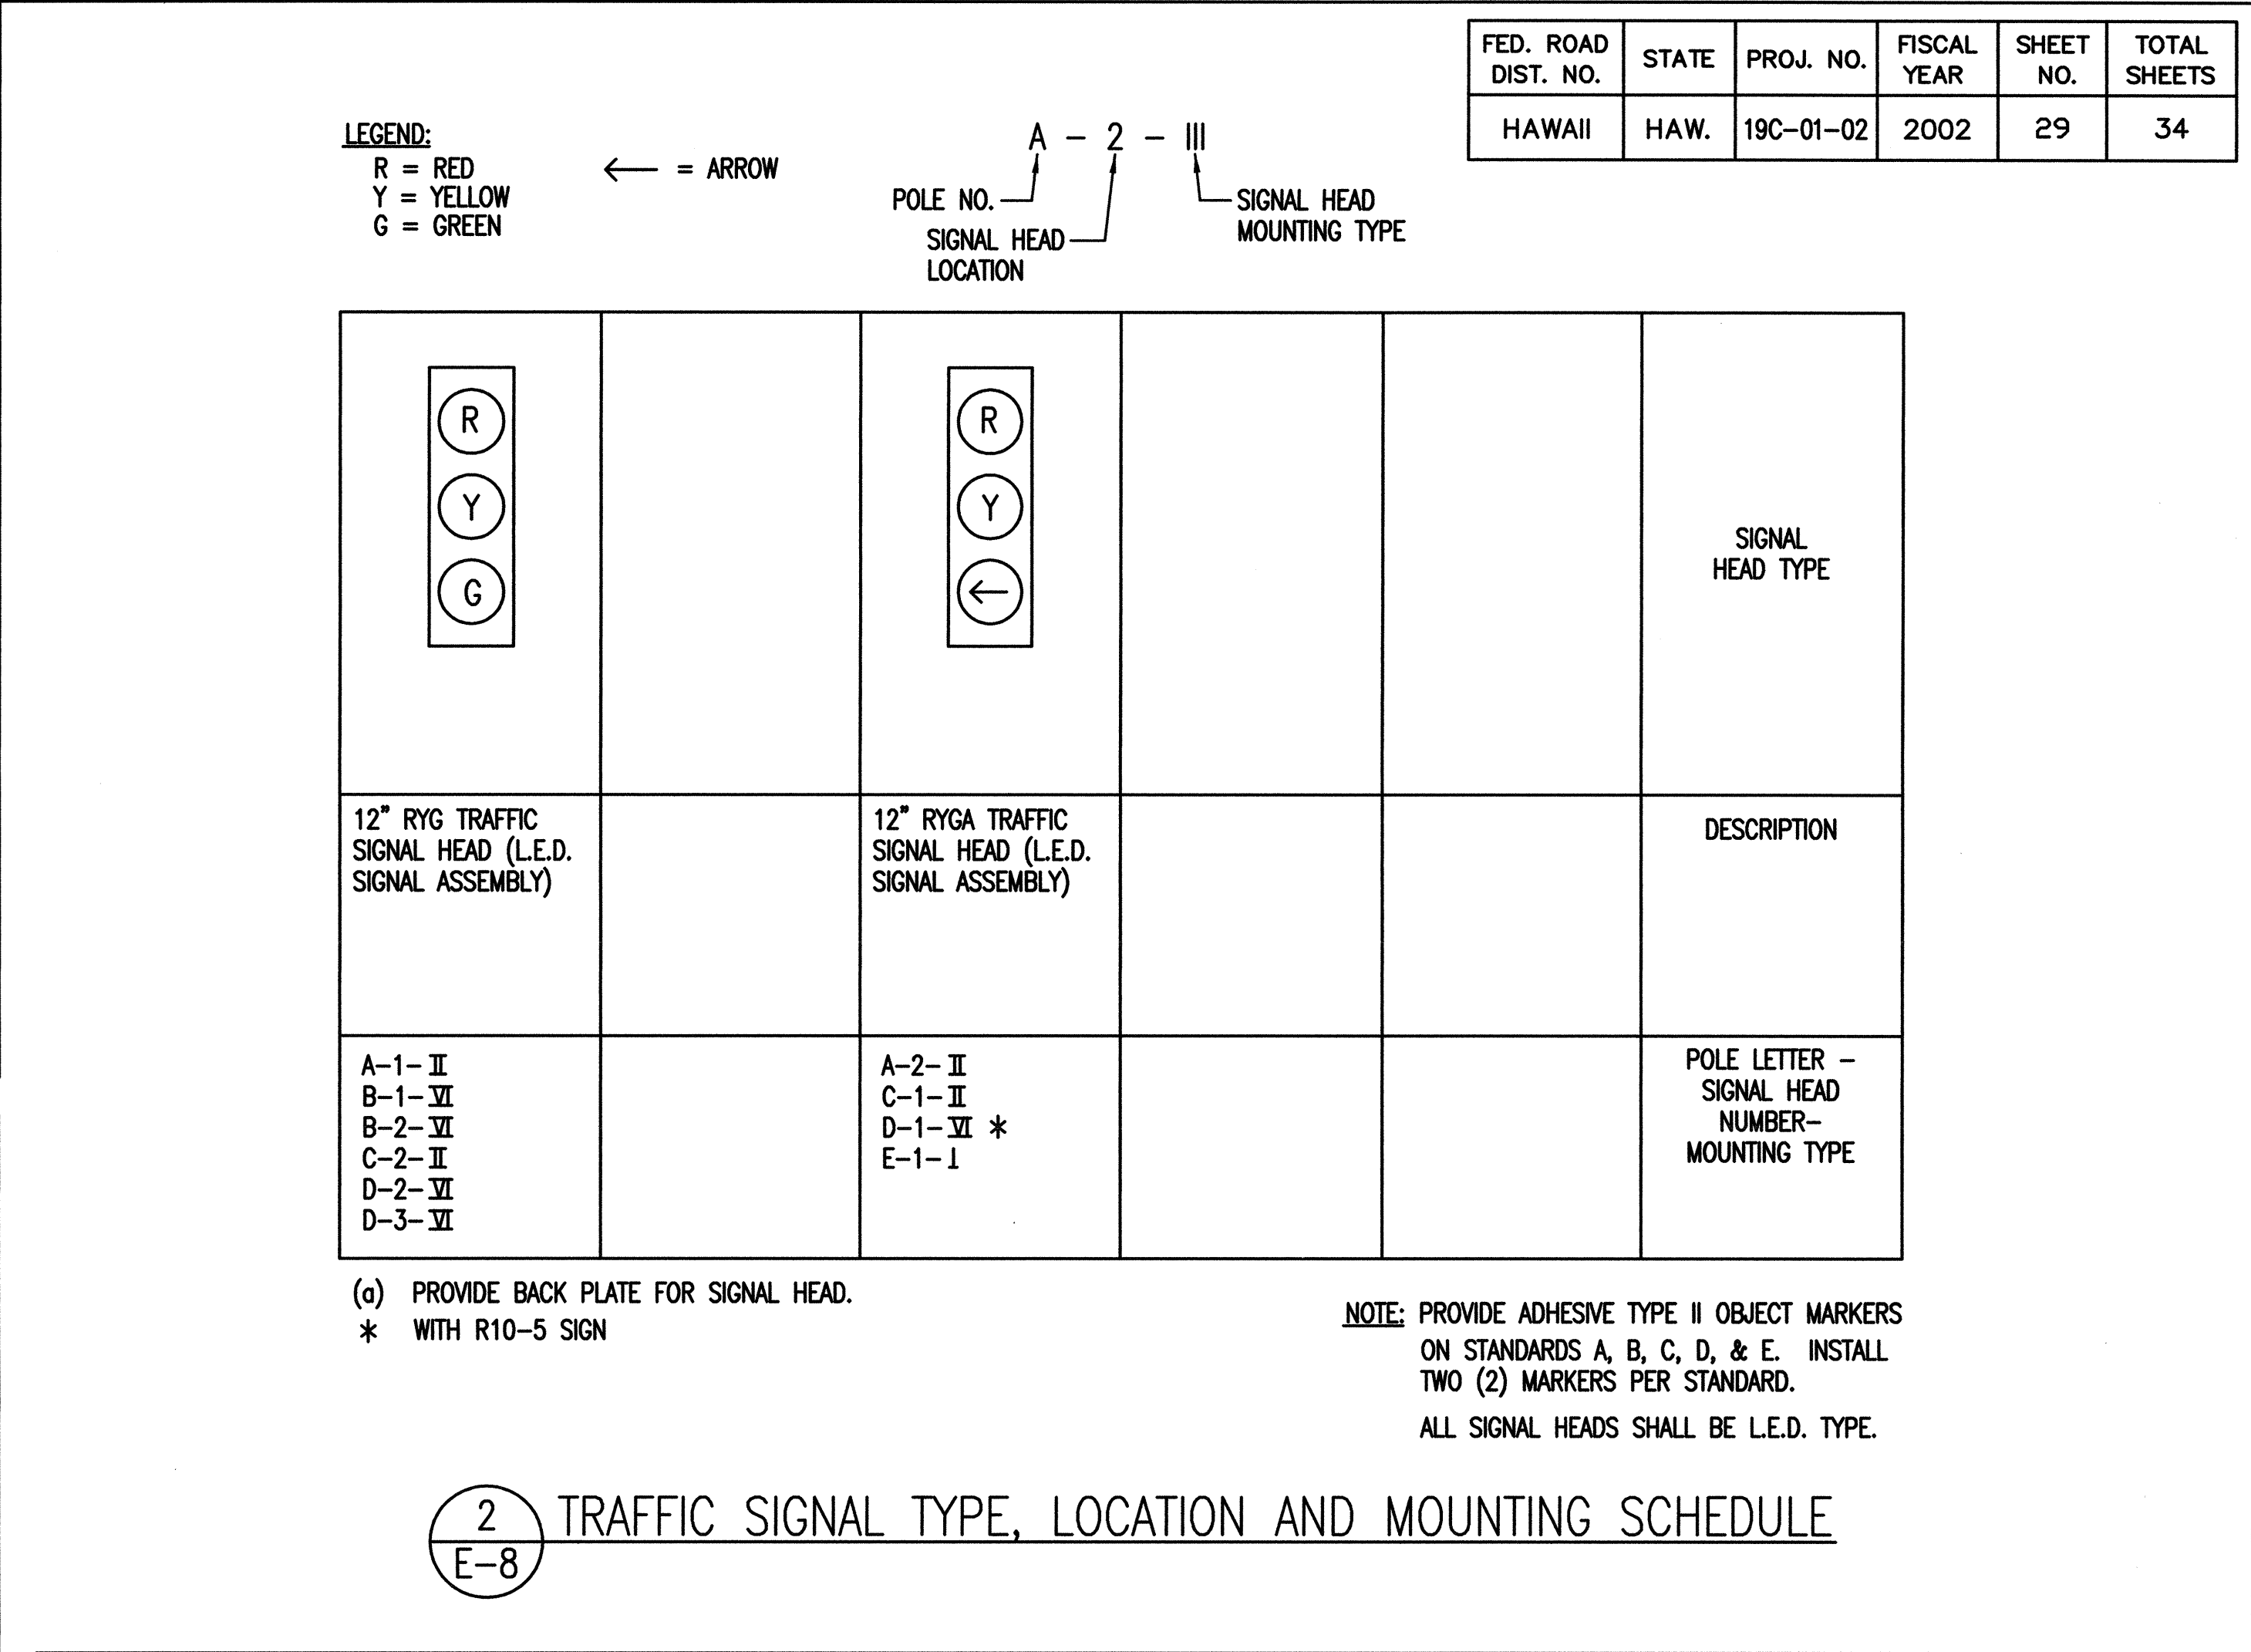 FED. ROAD DIST. NO. STATE PROJ. NO. FISCAL YEAR SHEET NO. TOTAL SHEETS
HAWAII HAW. 19C-01-02 2002 29 34
LEGEND:
R = RED
Y = YELLOW
G = GREEN
← = ARROW
A - 2 - III
POLE NO.
SIGNAL HEAD
LOCATION
SIGNAL HEAD
MOUNTING TYPE
R
Y
G
R
Y
←
SIGNAL
HEAD TYPE
12" RYG TRAFFIC
SIGNAL HEAD (L.E.D.
SIGNAL ASSEMBLY)
12" RYGA TRAFFIC
SIGNAL HEAD (L.E.D.
SIGNAL ASSEMBLY)
DESCRIPTION
A-1-II
B-1-VI
B-2-VI
C-2-II
D-2-VI
D-3-VI
A-2-II
C-1-II
D-1-VI *
E-1-I
POLE LETTER -
SIGNAL HEAD
NUMBER-
MOUNTING TYPE
(a) PROVIDE BACK PLATE FOR SIGNAL HEAD.
* WITH R10-5 SIGN
NOTE: PROVIDE ADHESIVE TYPE II OBJECT MARKERS
ON STANDARDS A, B, C, D, & E. INSTALL
TWO (2) MARKERS PER STANDARD.
ALL SIGNAL HEADS SHALL BE L.E.D. TYPE.
2
E-8
TRAFFIC SIGNAL TYPE, LOCATION AND MOUNTING SCHEDULE